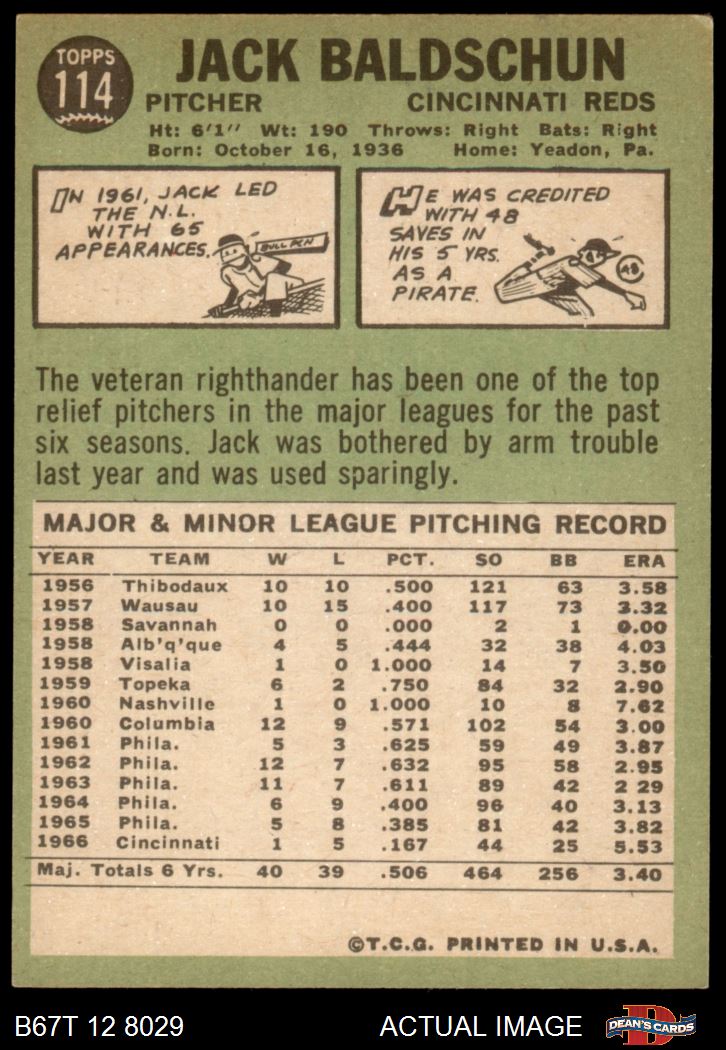 TOPPS
114
JACK BALDSCHUN
PITCHER CINCINNATI REDS
Ht: 6'1" Wt: 190 Throws: Right Bats: Right
Born: October 16, 1936 Home: Yeadon, Pa.
IN 1961, JACK LED
THE N.L.
WITH 65
APPEARANCES.
BULL PEN
HE WAS CREDITED
WITH 48
SAVES IN
HIS 5 YRS.
AS A
PIRATE.
48
The veteran righthander has been one of the top
relief pitchers in the major leagues for the past
six seasons. Jack was bothered by arm trouble
last year and was used sparingly.
MAJOR & MINOR LEAGUE PITCHING RECORD
YEAR TEAM W L PCT. SO BB ERA
1956 Thibodaux 10 10 .500 121 63 3.58
1957 Wausau 10 15 .400 117 73 3.32
1958 Savannah 0 0 .000 2 1 0.00
1958 Alb'q'que 4 5 .444 32 38 4.03
1958 Visalia 1 0 1.000 14 7 3.50
1959 Topeka 6 2 .750 84 32 2.90
1960 Nashville 1 0 1.000 10 8 7.62
1960 Columbia 12 9 .571 102 54 3.00
1961 Phila. 5 3 .625 59 49 3.87
1962 Phila. 12 7 .632 95 58 2.95
1963 Phila. 11 7 .611 89 42 2 29
1964 Phila. 6 9 .400 96 40 3.13
1965 Phila. 5 8 .385 81 42 3.82
1966 Cincinnati 1 5 .167 44 25 5.53
Maj. Totals 6 Yrs. 40 39 .506 464 256 3.40
©T.C.G. PRINTED IN U.S.A.
B67T 12 8029 ACTUAL IMAGE
D
DEAN'S CARDS